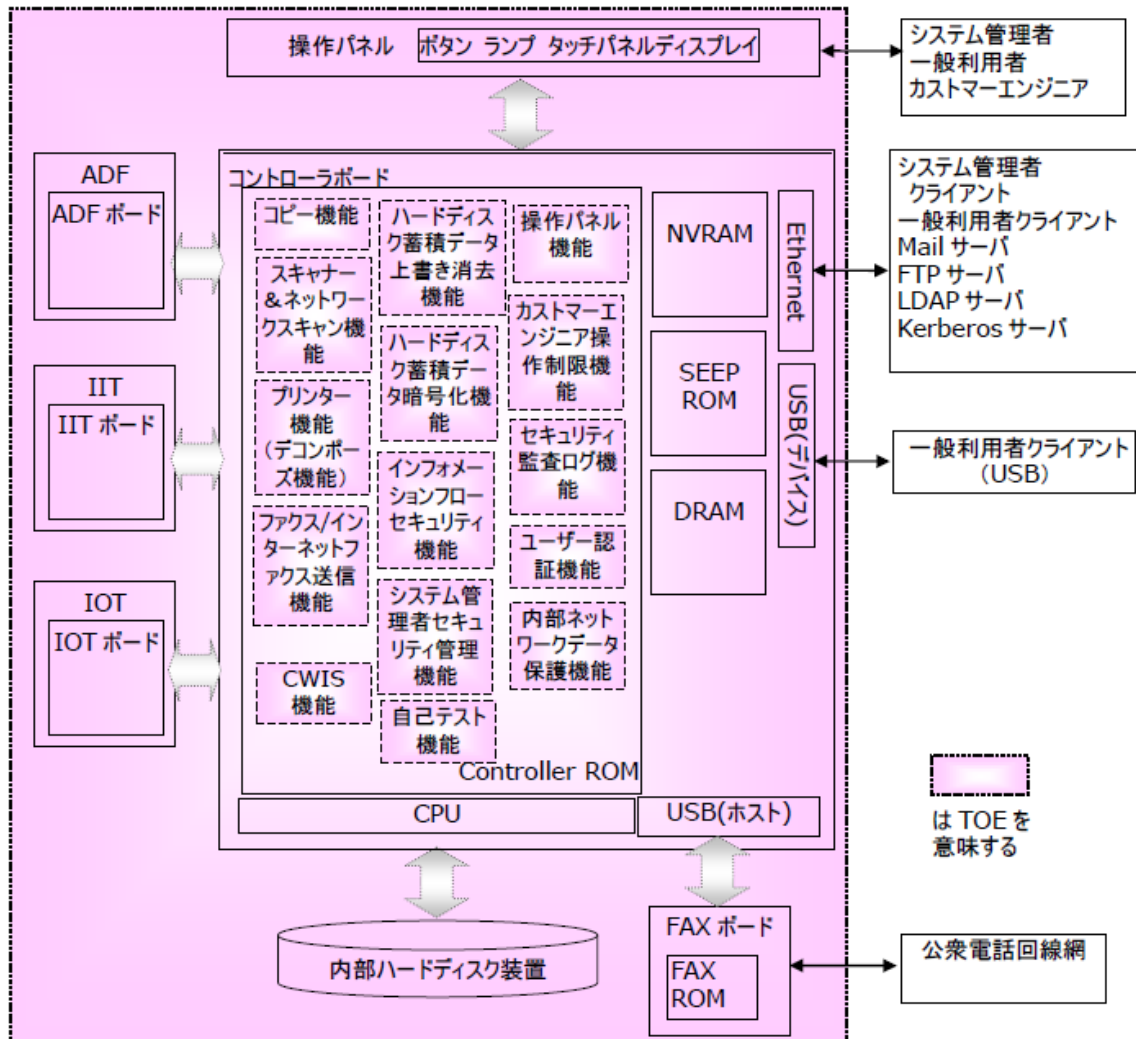 操作パネル ボタン ランプ タッチパネルディスプレイ
システム管理者
一般利用者
カストマーエンジニア
ADF
ADF ボード
IIT
IIT ボード
IOT
IOT ボード
コントローラボード
コピー機能
スキャナー
&ネットワー
クスキャン機
能
プリンター
機能
(デコンポー
ズ機能)
ファクス/イン
ターネットフ
ァクス送信
機能
CWIS
機能
ハードディス
ク蓄積データ
上書き消去
機能
ハードディス
ク蓄積デー
タ暗号化機
能
インフォメー
ションフロー
セキュリティ
機能
システム管
理者セキュ
リティ管理
機能
自己テスト
機能
操作パネル
機能
カストマーエ
ンジニア操
作制限機
能
セキュリティ
監査ログ機
能
ユーザー認
証機能
内部ネット
ワークデータ
保護機能
Controller ROM
NVRAM
SEEP
ROM
DRAM
Ethernet
USB(デバイス)
CPU
USB(ホスト)
システム管理者
クライアント
一般利用者クライアント
Mail サーバ
FTP サーバ
LDAP サーバ
Kerberos サーバ
一般利用者クライアント
(USB)
は TOE を
意味する
内部ハードディスク装置
FAX ボード
FAX
ROM
公衆電話回線網